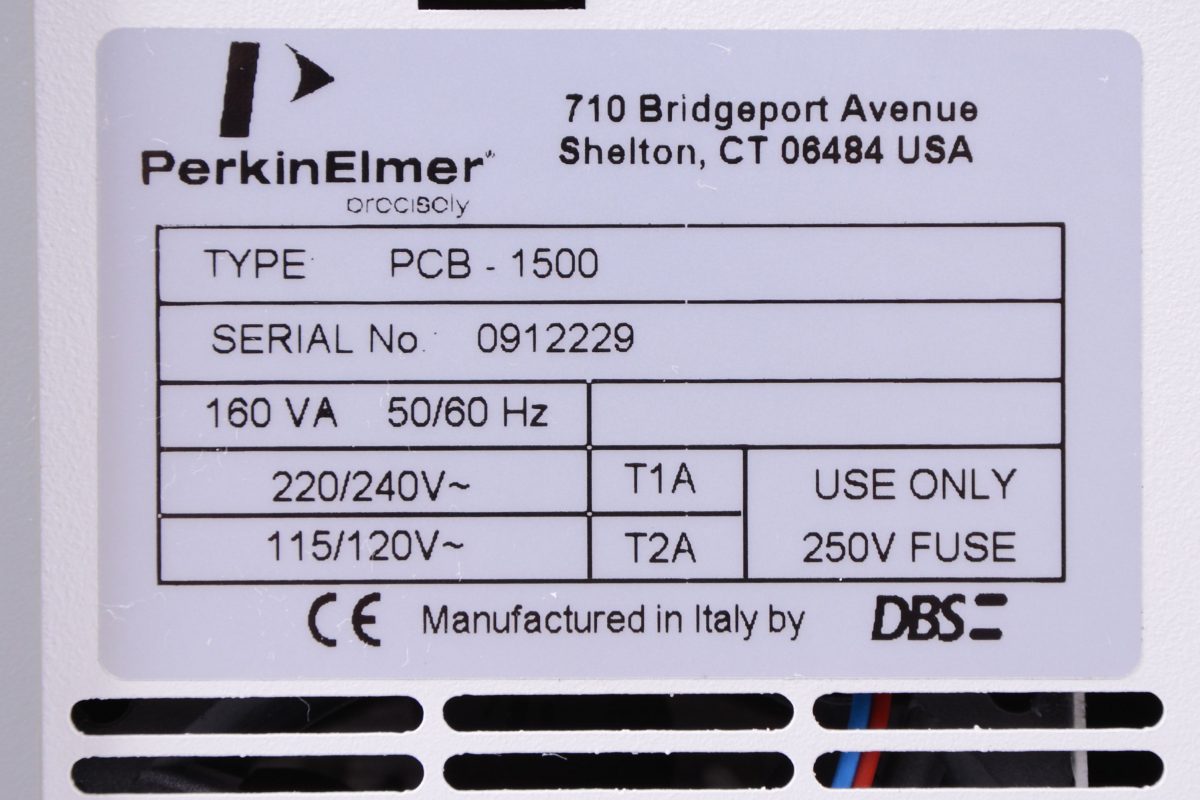 710 Bridgeport Avenue
Shelton, CT 06484 USA
PerkinElmer™
precisely
TYPE PCB - 1500
SERIAL No. 0912229
160 VA 50/60 Hz
220/240V~ T1A
115/120V~ T2A
USE ONLY
250V FUSE
CE Manufactured in Italy by DBS